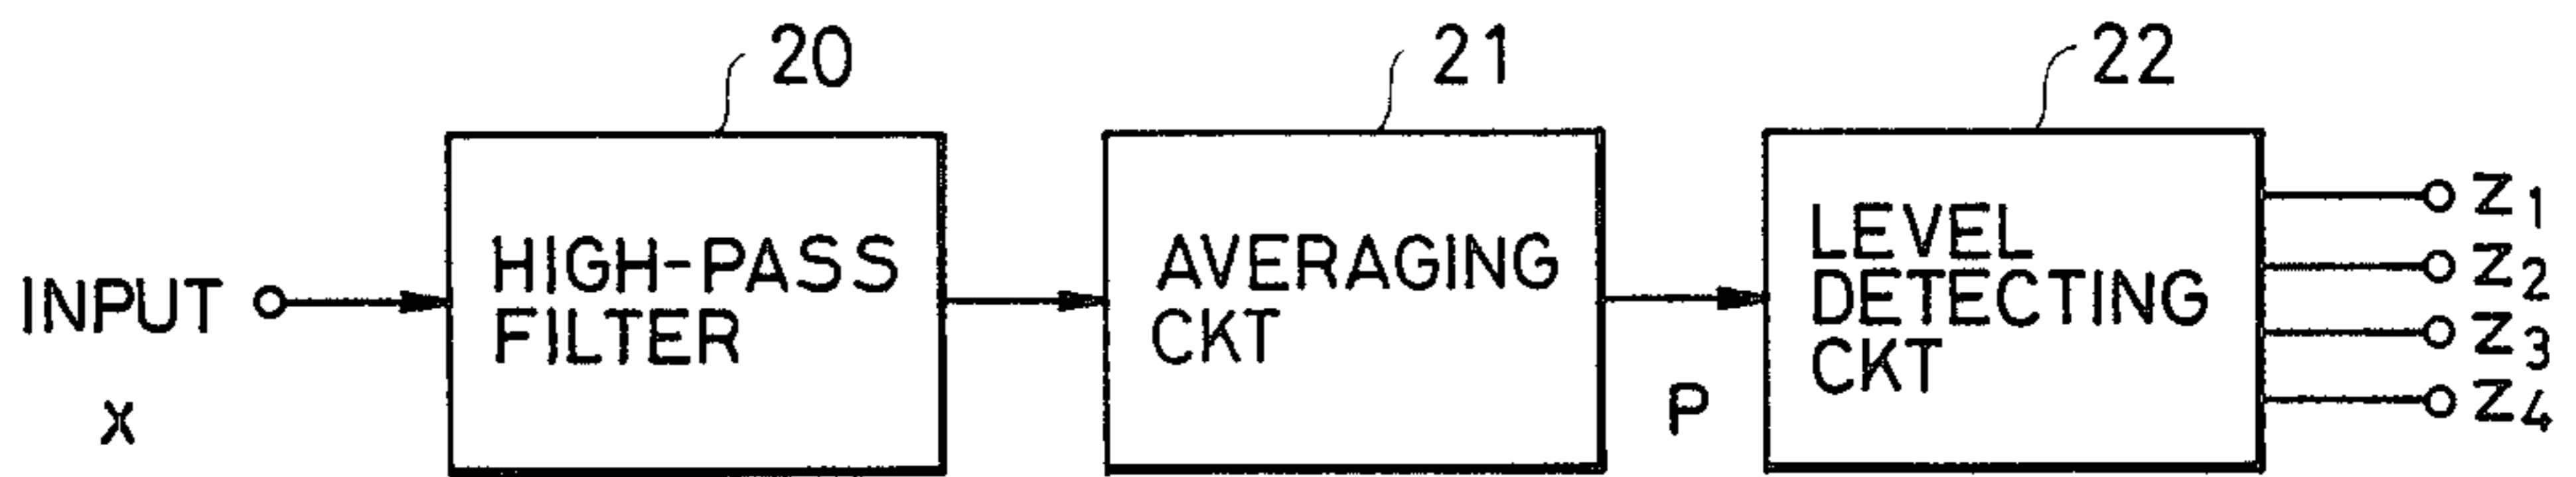 20
21
22
INPUT
X
HIGH-PASS
FILTER
AVERAGING
CKT
P
LEVEL
DETECTING
CKT
Z1
Z2
Z3
Z4